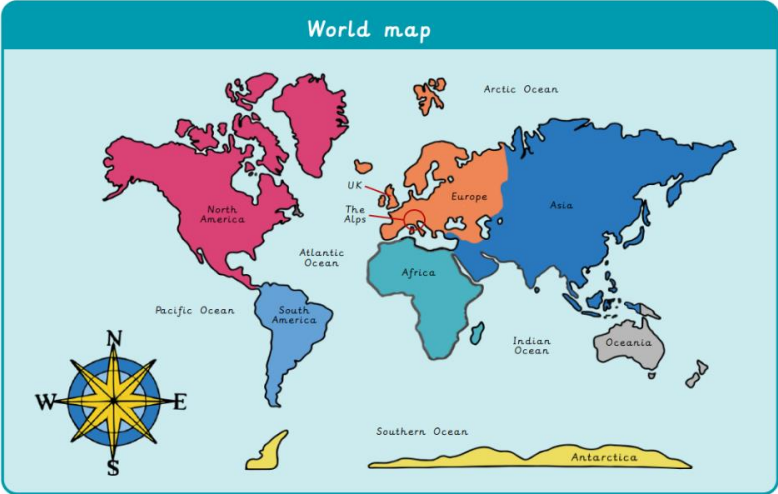 World map
Arctic Ocean
UK
Europe
The
Alps
North
America
Asia
Atlantic
Ocean
Africa
Pacific Ocean
South
America
Indian
Ocean
Oceania
N
W
E
S
Southern Ocean
Antarctica